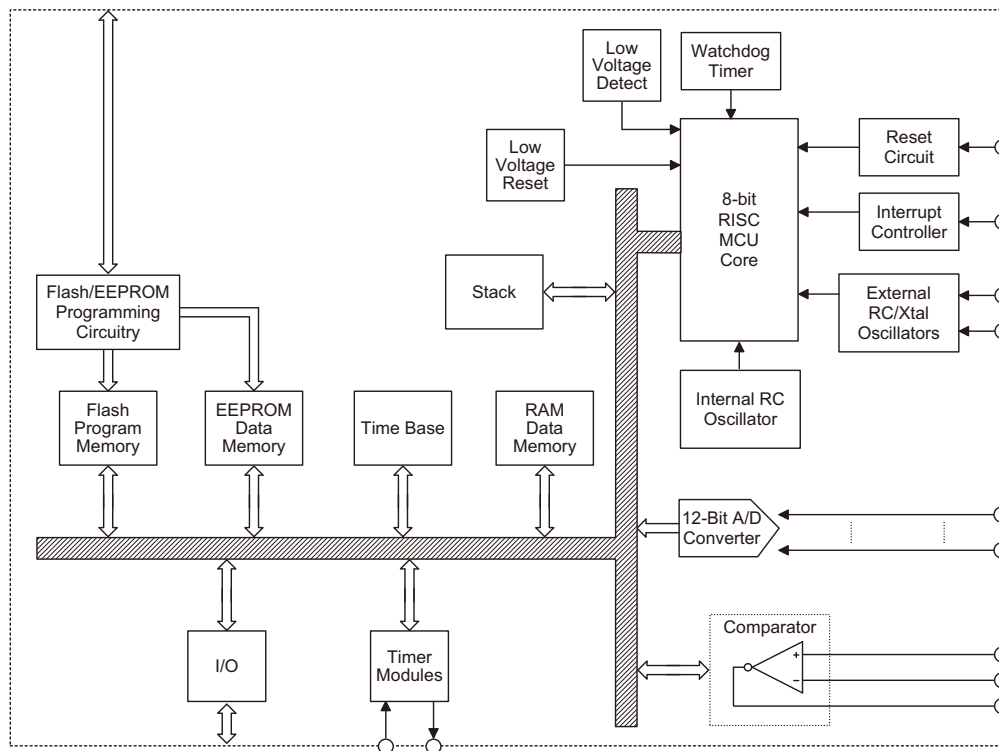 Low
Voltage
Detect
Watchdog
Timer
Low
Voltage
Reset
8-bit
RISC
MCU
Core
Reset
Circuit
Interrupt
Controller
External
RC/Xtal
Oscillators
Stack
Flash/EEPROM
Programming
Circuitry
Flash
Program
Memory
EEPROM
Data
Memory
Time Base
RAM
Data
Memory
Internal RC
Oscillator
12-Bit A/D
Converter
I/O
Timer
Modules
Comparator
+
−